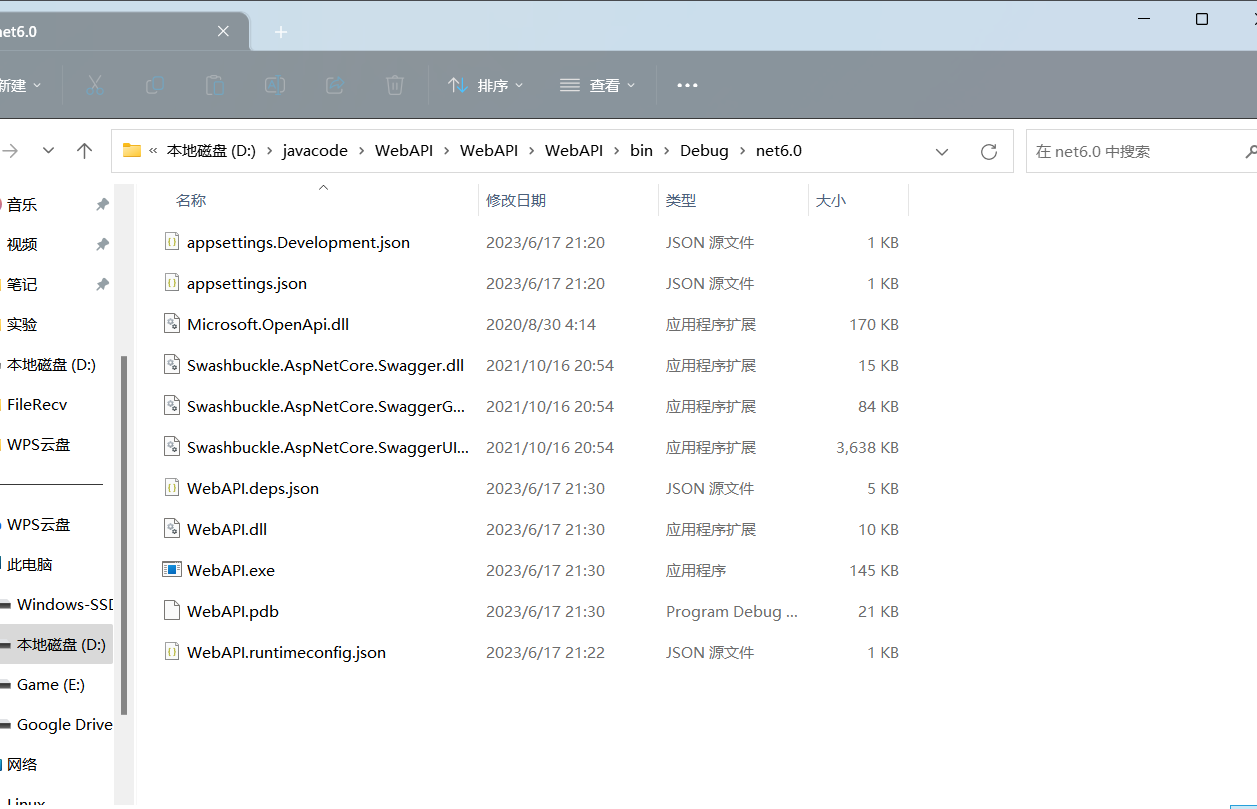 net6.0
新建 排序 查看
本地磁盘 (D:) javacode WebAPI WebAPI WebAPI bin Debug net6.0 在 net6.0 中搜索
名称 修改日期 类型 大小
音乐
视频
笔记
实验
本地磁盘 (D:)
FileRecv
WPS云盘
WPS云盘
此电脑
Windows-SSD
本地磁盘 (D:)
Game (E:)
Google Drive
网络
Linux
appsettings.Development.json 2023/6/17 21:20 JSON 源文件 1 KB
appsettings.json 2023/6/17 21:20 JSON 源文件 1 KB
Microsoft.OpenApi.dll 2020/8/30 4:14 应用程序扩展 170 KB
Swashbuckle.AspNetCore.Swagger.dll 2021/10/16 20:54 应用程序扩展 15 KB
Swashbuckle.AspNetCore.SwaggerG... 2021/10/16 20:54 应用程序扩展 84 KB
Swashbuckle.AspNetCore.SwaggerUI... 2021/10/16 20:54 应用程序扩展 3,638 KB
WebAPI.deps.json 2023/6/17 21:30 JSON 源文件 5 KB
WebAPI.dll 2023/6/17 21:30 应用程序扩展 10 KB
WebAPI.exe 2023/6/17 21:30 应用程序 145 KB
WebAPI.pdb 2023/6/17 21:30 Program Debug ... 21 KB
WebAPI.runtimeconfig.json 2023/6/17 21:22 JSON 源文件 1 KB